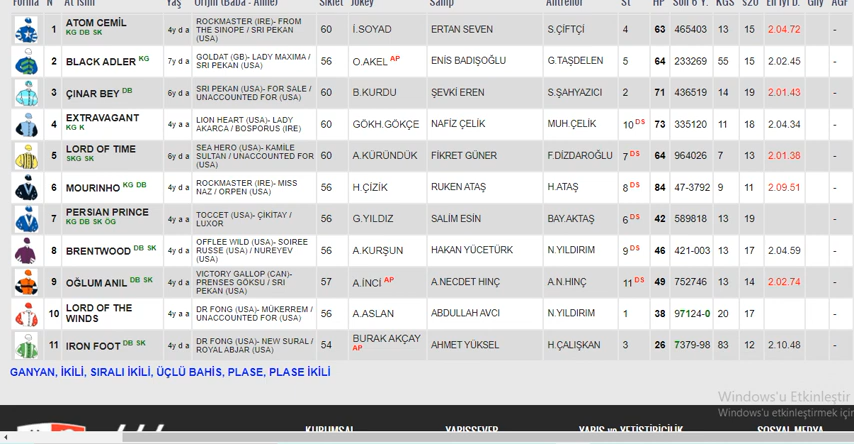 Forma N At İsmi Yaş Orijin (Baba - Anne) Sıklet Jokey Sahip Antrenör St HP Son 6 Y. KGS s20 En İyi D. Gny AGF
1 ATOM CEMİL KG DB SK 4y d a ROCKMASTER (IRE)- FROM THE SINOPE / SRI PEKAN (USA) 60 İ.SOYAD ERTAN SEVEN S.ÇİFTÇİ 4 63 465403 13 15 2.04.72 -
2 BLACK ADLER KG 7y d a GOLDAT (GB)- LADY MAXIMA / SRI PEKAN (USA) 56 O.AKEL AP ENİS BADIŞOĞLU G.TAŞDELEN 5 64 233269 55 15 2.02.45 -
3 ÇINAR BEY DB 6y d a SRI PEKAN (USA)- FOR SALE / UNACCOUNTED FOR (USA) 60 B.KURDU ŞEVKİ EREN S.ŞAHYAZICI 2 71 436519 14 19 2.01.43 -
4 EXTRAVAGANT KG K 4y a a LION HEART (USA)- LADY AKARCA / BOSPORUS (IRE) 60 GÖKH.GÖKÇE NAFİZ ÇELİK MUH.ÇELİK 10 DS 73 335120 11 18 2.04.34 -
5 LORD OF TIME SKG SK 6y d a SEA HERO (USA)- KAMİLE SULTAN / UNACCOUNTED FOR (USA) 60 A.KÜRÜNDÜK FİKRET GÜNER F.DİZDAROĞLU 7 DS 64 964026 7 13 2.01.38 -
6 MOURINHO KG DB 4y d a ROCKMASTER (IRE)- MISS NAZ / ORPEN (USA) 56 H.ÇİZİK RUKEN ATAŞ H.ATAŞ 8 DS 84 47-3792 9 11 2.09.51 -
7 PERSIAN PRINCE KG DB SK ÖG 4y a a TOCCET (USA)- ÇİKİTAY / LUXOR 56 G.YILDIZ SALİM ESİN BAY.AKTAŞ 6 DS 42 589818 13 19 -
8 BRENTWOOD DB SK 4y d a OFFLEE WILD (USA)- SOIREE RUSSE (USA) / NUREYEV (USA) 56 A.KURŞUN HAKAN YÜCETÜRK N.YILDIRIM 9 DS 46 421-003 13 17 2.04.59 -
9 OĞLUM ANIL DB SK 4y d a VICTORY GALLOP (CAN)- PRENSES GÖKSU / SRI PEKAN (USA) 57 A.İNCİ AP A.NECDET HINÇ A.N.HINÇ 11 DS 49 752746 13 14 2.02.74 -
10 LORD OF THE WINDS 4y a a DR FONG (USA)- MÜKERREM / UNACCOUNTED FOR (USA) 56 A.ASLAN ABDULLAH AVCI N.YILDIRIM 1 38 97124-0 20 17 -
11 IRON FOOT DB SK 4y d a DR FONG (USA)- NEW SURAL / ROYAL ABJAR (USA) 54 BURAK AKÇAY AP AHMET YÜKSEL H.ÇALIŞKAN 3 26 7379-98 83 12 2.10.48 -
GANYAN, İKİLİ, SIRALI İKİLİ, ÜÇLÜ BAHİS, PLASE, PLASE İKİLİ
Windows'u Etkinleştir
Windows'u etkinleştirmek için
KURUMSAL YARIŞSEVER YARIŞ ve YETİŞTİRİCİLİK SOSYAL MEDYA